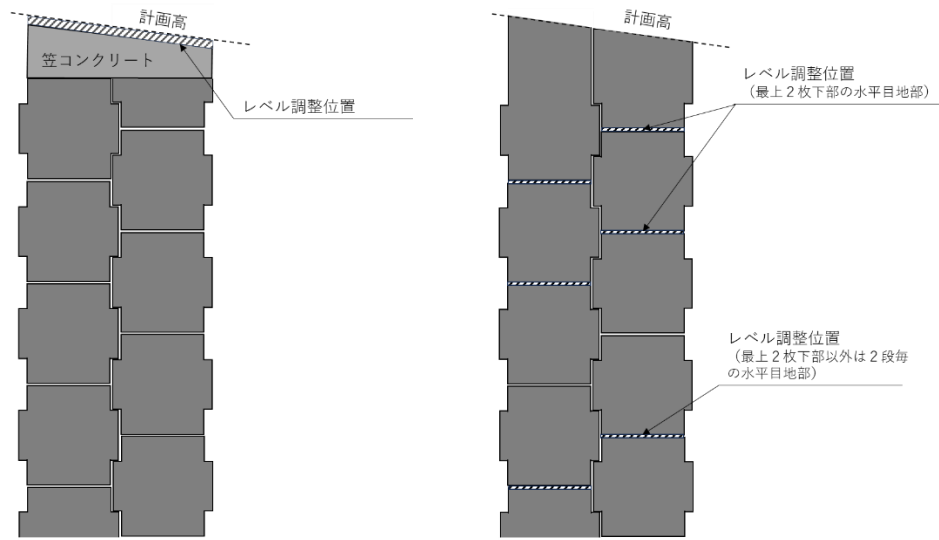 計画高
笠コンクリート
レベル調整位置
計画高
レベル調整位置
（最上２枚下部の水平目地部）
レベル調整位置
（最上２枚下部以外は２段毎
の水平目地部）